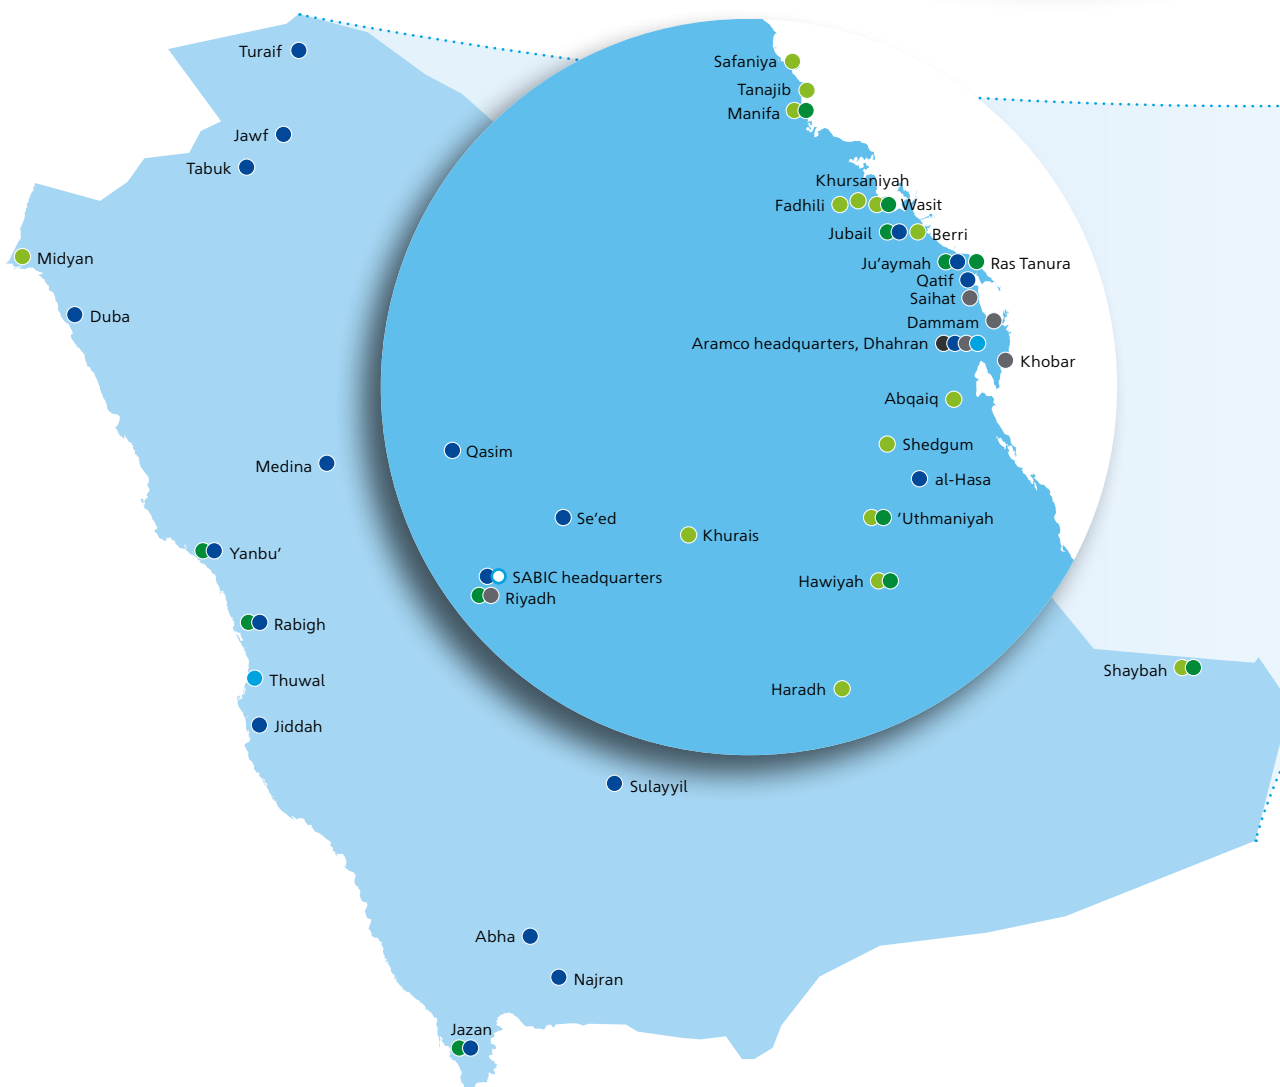 Turaif
Safaniya
Tanajib
Manifa
Jawf
Tabuk
Khursaniyah
Fadhili
Wasit
Jubail
Berri
Midyan
Ju‘aymah
Ras Tanura
Qatif
Saihat
Duba
Dammam
Aramco headquarters, Dhahran
Khobar
Abqaiq
Shedgum
Qasim
Medina
al-Hasa
Se‘ed
‘Uthmaniyah
Khurais
Yanbu‘
SABIC headquarters
Hawiyah
Riyadh
Rabigh
Shaybah
Thuwal
Haradh
Jiddah
Sulayyil
Abha
Najran
Jazan